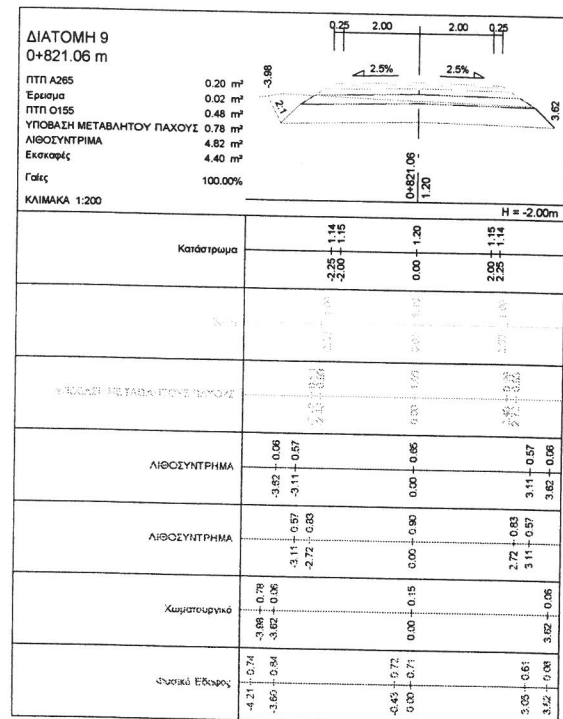 ΔΙΑΤΟΜΗ 9
0+821.06 m
ΠΤΠ Α265 0.20 m²
Έρεισμα 0.02 m²
ΠΤΠ Ο155 0.48 m²
ΥΠΟΒΑΣΗ ΜΕΤΑΒΛΗΤΟΥ ΠΑΧΟΥΣ 0.78 m²
ΛΙΘΟΣΥΝΤΡΙΜΑ 4.82 m²
Εκσκαφές 4.40 m²
Γαίες 100.00%
ΚΛΙΜΑΚΑ 1:200
0.25 2.00 2.00 0.25
2.5% 2.5%
-3.98
2:1
3.62
0+821.06
1.20
H = -2.00m
Κατάστρωμα
-2.25 1.14
-2.00 1.15
0.00 1.20
2.00 1.15
2.25 1.14
ΥΠΟΒΑΣΗ ΜΕΤΑΒΛΗΤΟΥ ΠΑΧΟΥΣ
ΛΙΘΟΣΥΝΤΡΗΜΑ
-3.62 0.06
-3.11 0.57
0.00 0.65
3.11 0.57
3.62 0.06
ΛΙΘΟΣΥΝΤΡΗΜΑ
-3.11 0.57
-2.72 0.83
0.00 0.90
2.72 0.83
3.11 0.57
Χωματουργικό
-3.98 0.78
-3.62 0.06
0.00 0.15
3.62 0.06
Φυσικό Έδαφος
-4.21 0.74
-3.60 0.84
-0.43 0.72
0.00 0.71
3.05 0.61